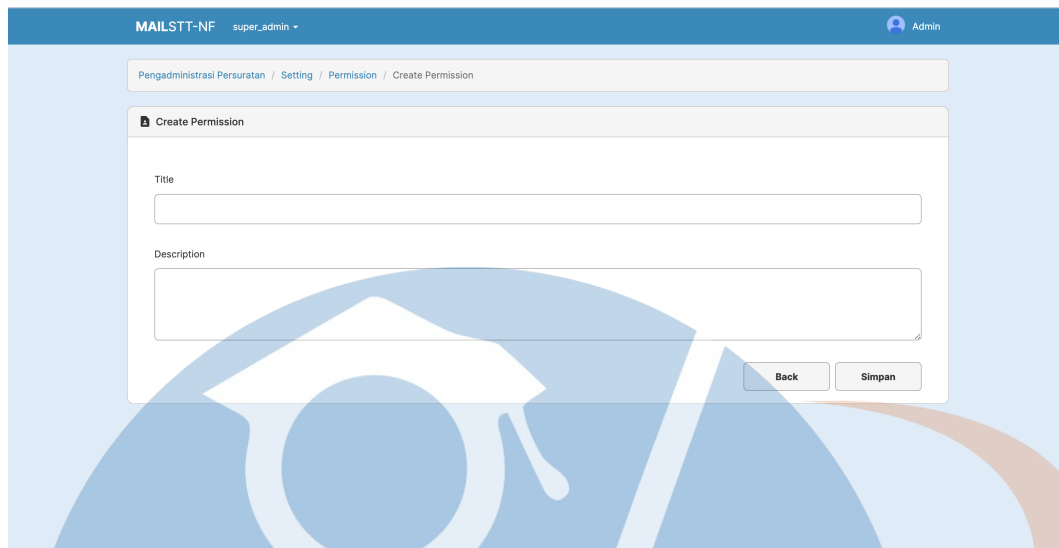 MAILSTT-NF super_admin Admin
Pengadministrasi Persuratan / Setting / Permission / Create Permission
Create Permission
Title
Description
Back Simpan